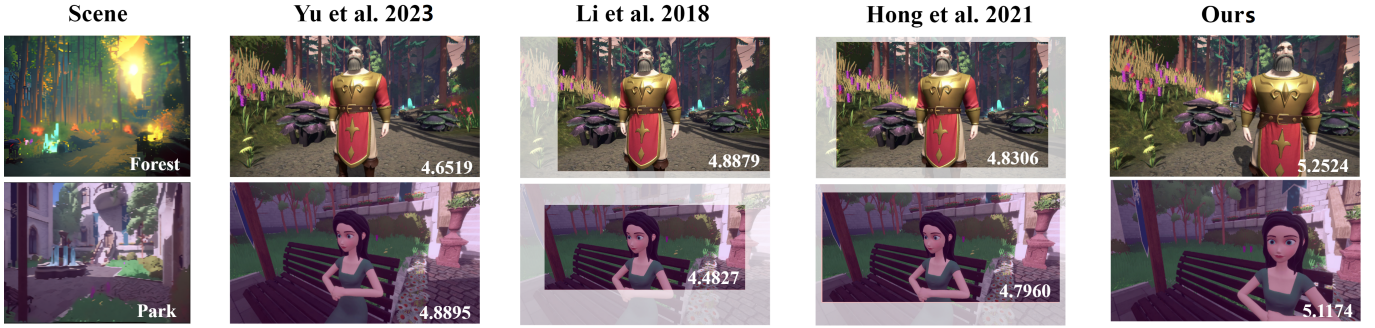 Scene Yu et al. 2023 Li et al. 2018 Hong et al. 2021 Ours
Forest 4.6519 4.8879 4.8306 5.2524
Park 4.8895 4.4827 4.7960 5.1174